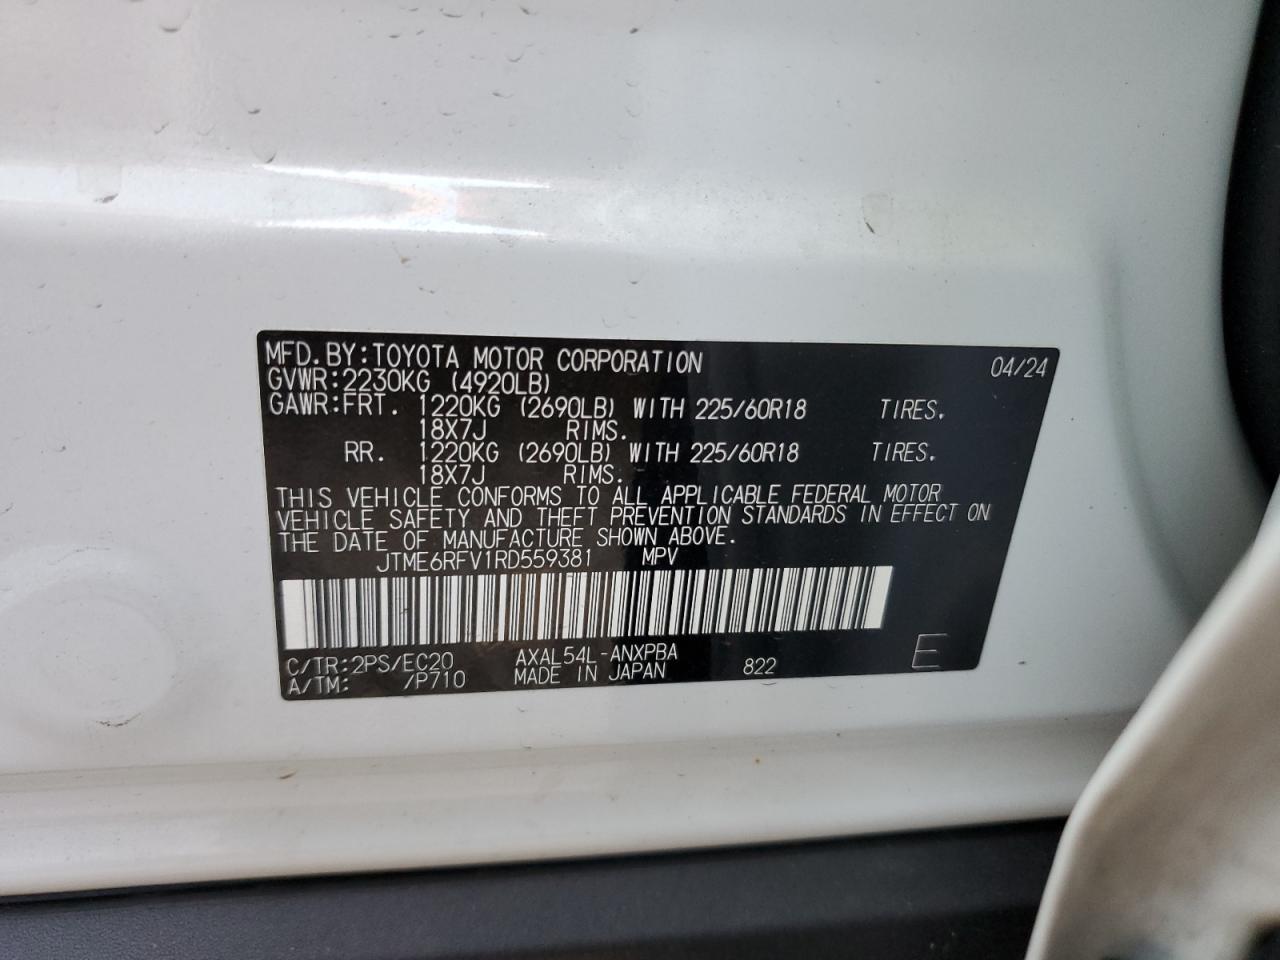 MFD.BY:TOYOTA MOTOR CORPORATION 04/24
GVWR:2230KG (4920LB)
GAWR:FRT. 1220KG (2690LB) WITH 225/60R18 TIRES.
18X7J RIMS.
RR. 1220KG (2690LB) WITH 225/60R18 TIRES.
18X7J RIMS.
THIS VEHICLE CONFORMS TO ALL APPLICABLE FEDERAL MOTOR
VEHICLE SAFETY AND THEFT PREVENTION STANDARDS IN EFFECT ON
THE DATE OF MANUFACTURE SHOWN ABOVE.
JTME6RFV1RD559381 MPV
C/TR:2PS/EC20 AXAL54L-ANXPBA
A/TM: /P710 MADE IN JAPAN 822 E